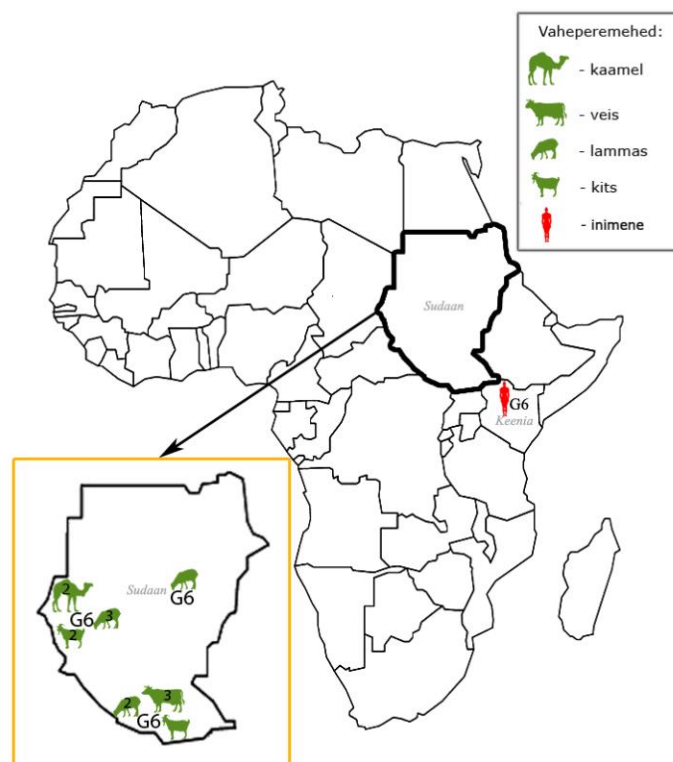 Vaheperemehed:
- kaamel
- veis
- lammas
- kits
- inimene
Sudaan
G6
Keenia
2
Sudaan
G6
G6
3
2
2
3
G6